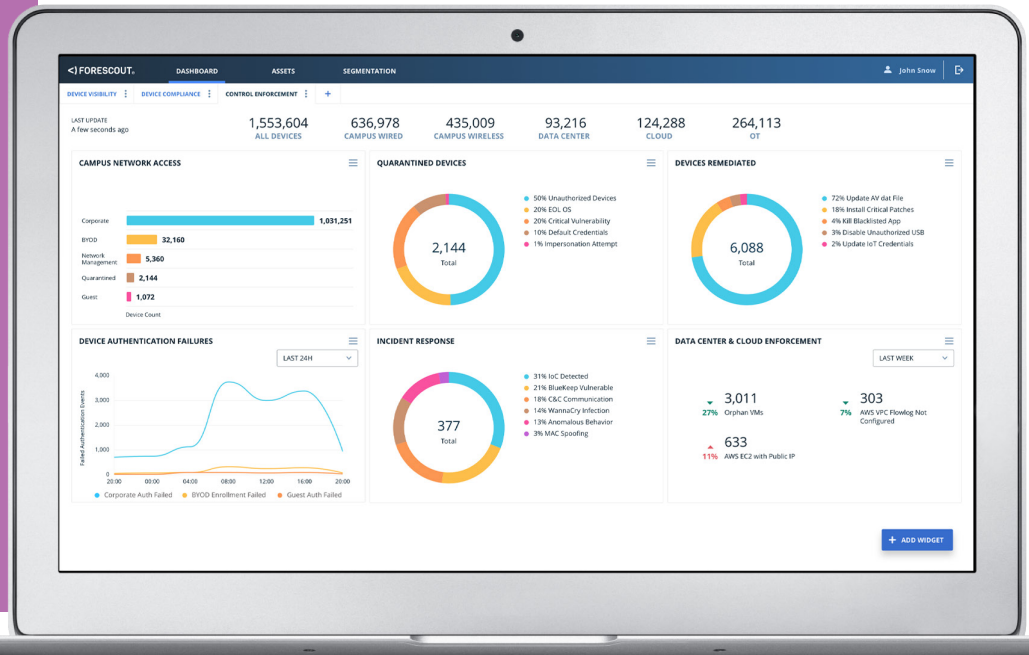 <) FORESCOUT.
DASHBOARD
ASSETS
SEGMENTATION
John Snow
DEVICE VISIBILITY
DEVICE COMPLIANCE
CONTROL ENFORCEMENT
+
LAST UPDATE
A few seconds ago
1,553,604
ALL DEVICES
636,978
CAMPUS WIRED
435,009
CAMPUS WIRELESS
93,216
DATA CENTER
124,288
CLOUD
264,113
OT
CAMPUS NETWORK ACCESS
Corporate 1,031,251
BYOD 32,160
Network
Management 5,360
Quarantined 2,144
Guest 1,072
Device Count
QUARANTINED DEVICES
2,144
Total
50% Unauthorized Devices
20% EOL OS
20% Critical Vulnerability
10% Default Credentials
1% Impersonation Attempt
DEVICES REMEDIATED
6,088
Total
72% Update AV dat File
18% Install Critical Patches
4% Kill Blacklisted App
3% Disable Unauthorized USB
2% Update IoT Credentials
DEVICE AUTHENTICATION FAILURES
LAST 24H
Failed Authentication Events
4,000
3,000
2,000
1,000
0
20:00 00:00 04:00 08:00 12:00 16:00 20:00
Corporate Auth Failed BYOD Enrollment Failed Guest Auth Failed
INCIDENT RESPONSE
377
Total
31% IoC Detected
21% BlueKeep Vulnerable
18% C&C Communication
14% WannaCry Infection
13% Anomalous Behavior
3% MAC Spoofing
DATA CENTER & CLOUD ENFORCEMENT
LAST WEEK
3,011
27% Orphan VMs
303
7% AWS VPC Flowlog Not
Configured
633
11% AWS EC2 with Public IP
+ ADD WIDGET